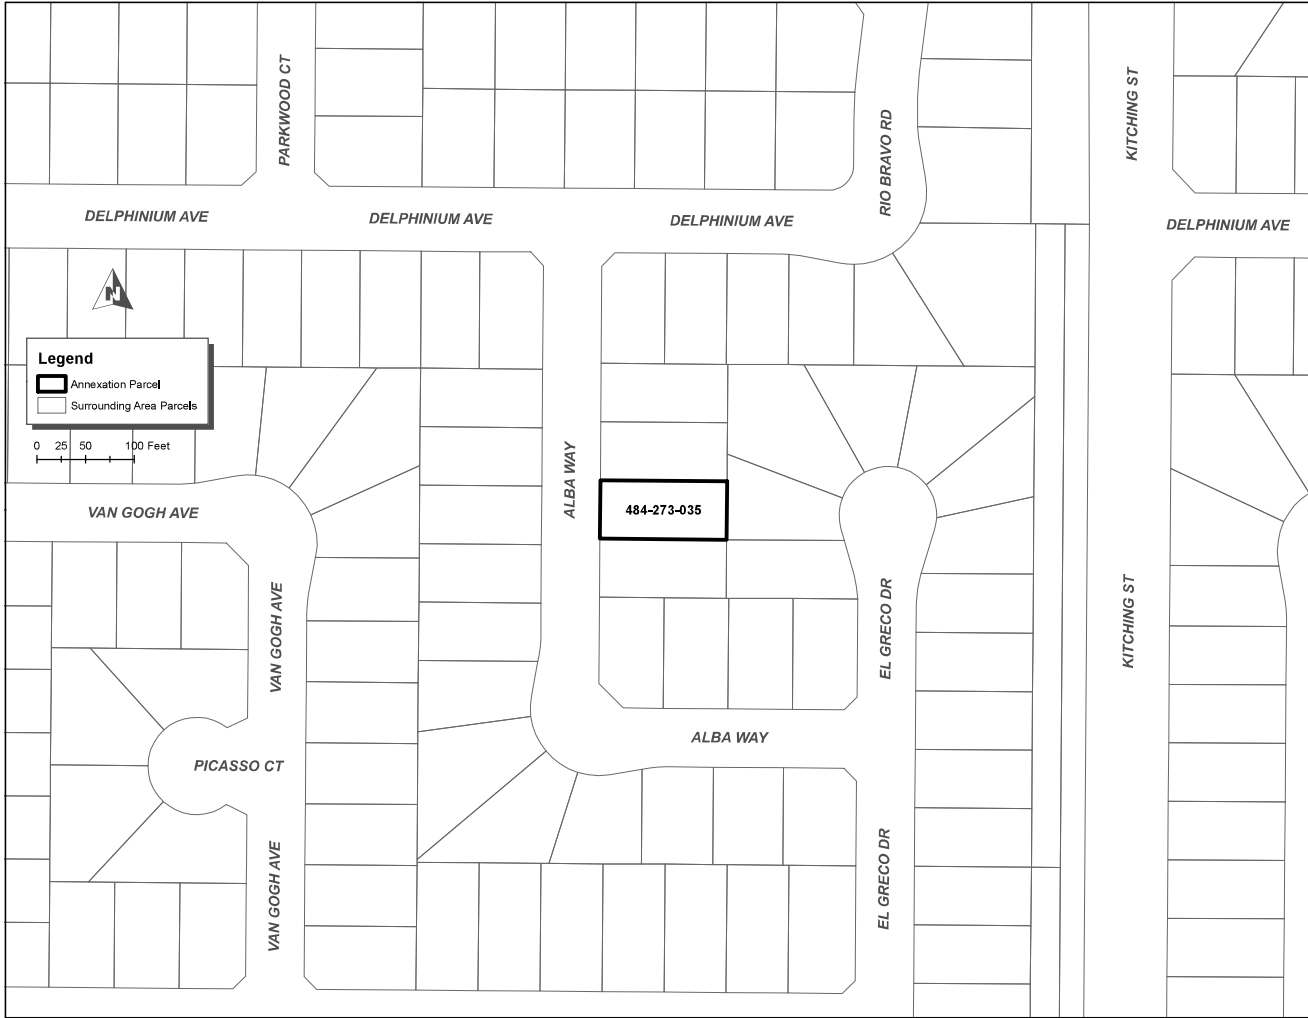 PARKWOOD CT
RIO BRAVO RD
KITCHING ST
DELPHINIUM AVE
DELPHINIUM AVE
DELPHINIUM AVE
DELPHINIUM AVE
N
Legend
Annexation Parcel
Surrounding Area Parcels
0 25 50 100 Feet
ALBA WAY
484-273-035
VAN GOGH AVE
VAN GOGH AVE
EL GRECO DR
KITCHING ST
ALBA WAY
PICASSO CT
VAN GOGH AVE
EL GRECO DR